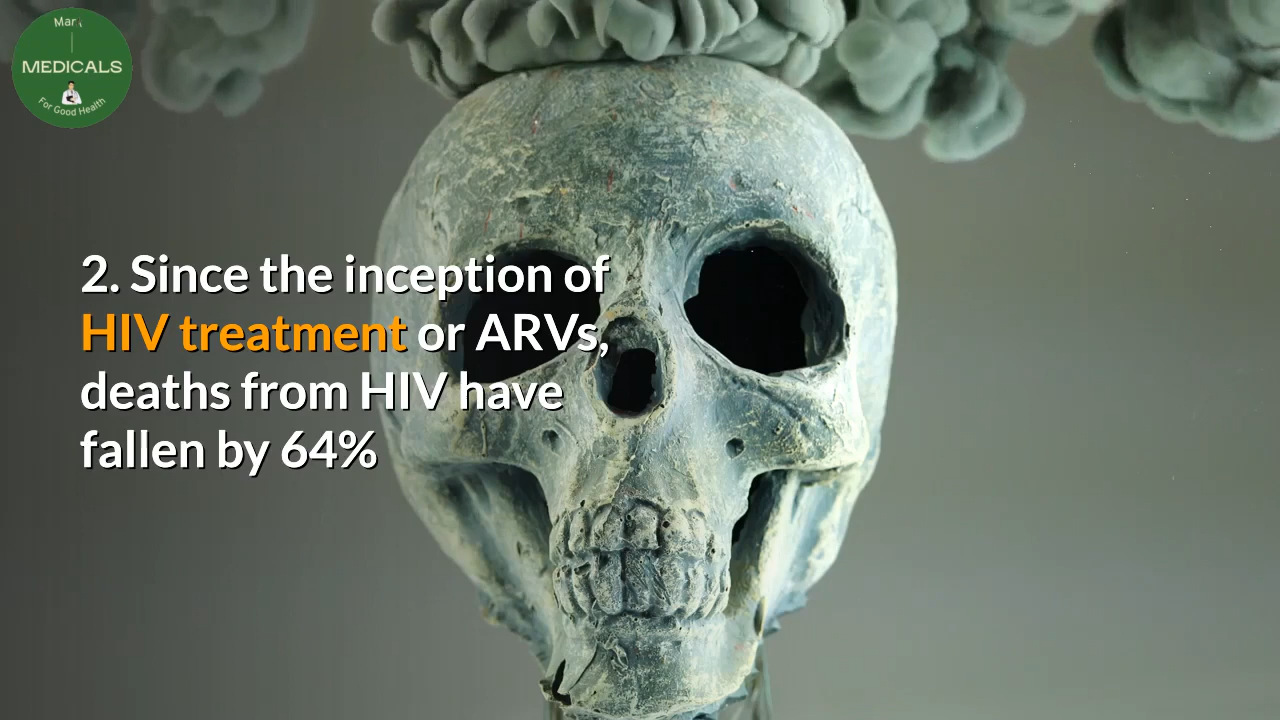 MEDICALS
For Good Health
2. Since the inception of
HIV treatment or ARVs,
deaths from HIV have
fallen by 64%